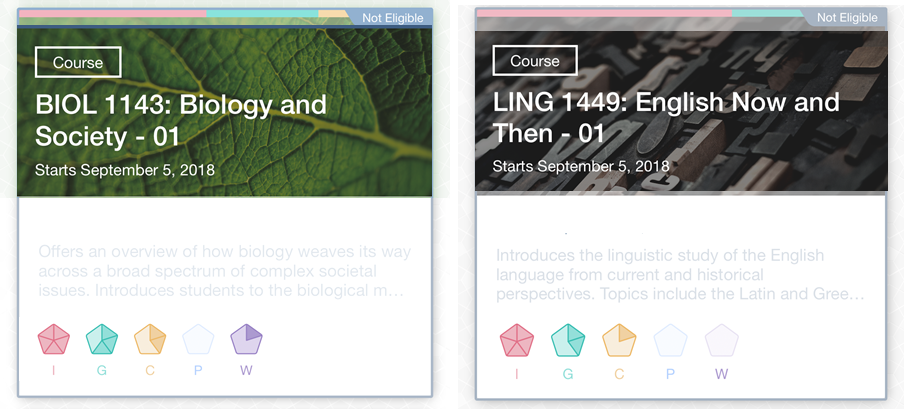 Not Eligible
Course
BIOL 1143: Biology and
Society - 01
Starts September 5, 2018
Offers an overview of how biology weaves its way
across a broad spectrum of complex societal
issues. Introduces students to the biological m...
I G C P W
Not Eligible
Course
LING 1449: English Now and
Then - 01
Starts September 5, 2018
Introduces the linguistic study of the English
language from current and historical
perspectives. Topics include the Latin and Gree...
I G C P W